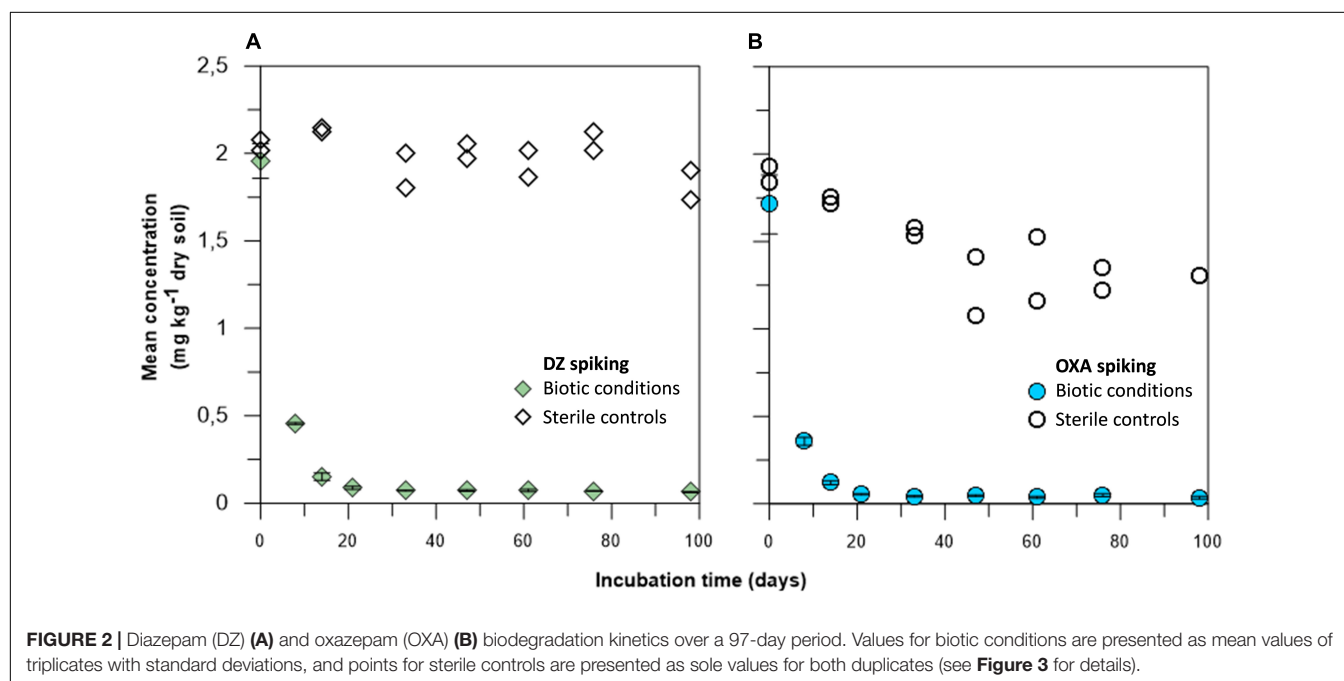 A
B
2,5
2
1,5
1
0,5
0
Mean concentration
(mg kg⁻¹ dry soil)
DZ spiking
Biotic conditions
Sterile controls
OXA spiking
Biotic conditions
Sterile controls
0 20 40 60 80 100
0 20 40 60 80 100
Incubation time (days)
FIGURE 2 | Diazepam (DZ) (A) and oxazepam (OXA) (B) biodegradation kinetics over a 97-day period. Values for biotic conditions are presented as mean values of
triplicates with standard deviations, and points for sterile controls are presented as sole values for both duplicates (see Figure 3 for details).